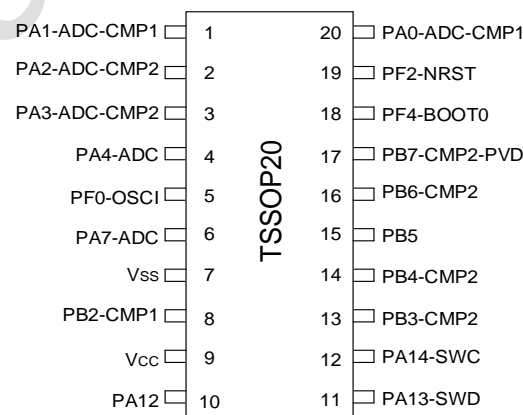 PA1-ADC-CMP1 1 20 PA0-ADC-CMP1
PA2-ADC-CMP2 2 19 PF2-NRST
PA3-ADC-CMP2 3 18 PF4-BOOT0
PA4-ADC 4 17 PB7-CMP2-PVD
PF0-OSCI 5 16 PB6-CMP2
PA7-ADC 6 15 PB5
Vss 7 14 PB4-CMP2
PB2-CMP1 8 13 PB3-CMP2
Vcc 9 12 PA14-SWC
PA12 10 11 PA13-SWD
TSSOP20